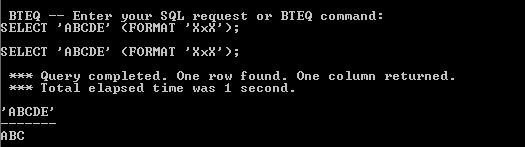 BTEQ -- Enter your SQL request or BTEQ command:
SELECT 'ABCDE' (FORMAT 'XxX');
SELECT 'ABCDE' (FORMAT 'XxX');
*** Query completed. One row found. One column returned.
*** Total elapsed time was 1 second.
'ABCDE'
-------
ABC